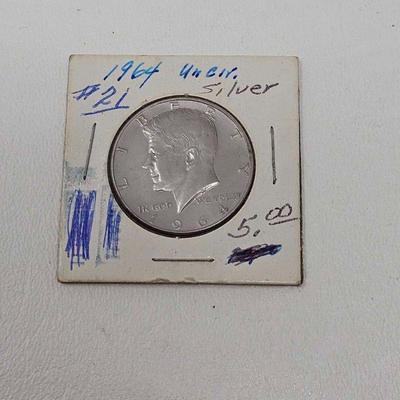 1964 Uncir.
#21 Silver
LIBERTY
IN GOD WE TRUST
1964
5.00